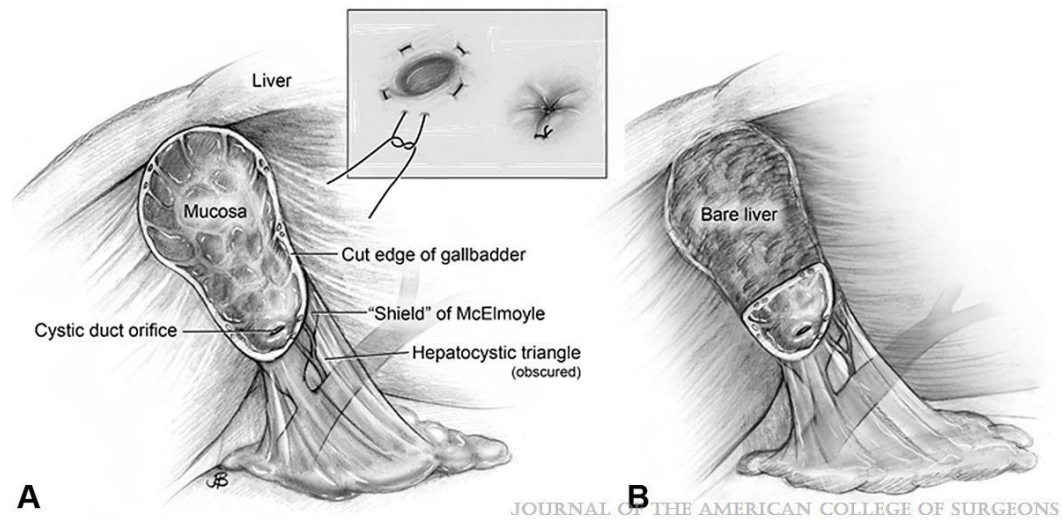 Liver
Mucosa
Cut edge of gallbadder
"Shield" of McElmoyle
Cystic duct orifice
Hepatocystic triangle
(obscured)
A
Bare liver
B
JOURNAL OF THE AMERICAN COLLEGE OF SURGEONS